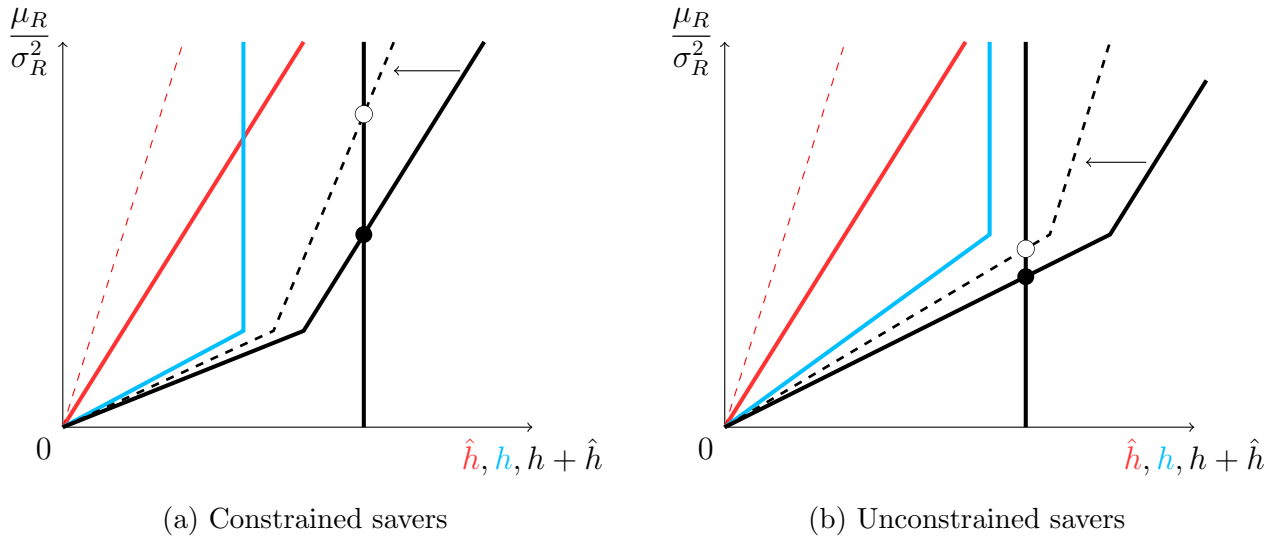 μ_R
σ_R^2
0
ĥ, h, h + ĥ
(a) Constrained savers
μ_R
σ_R^2
0
ĥ, h, h + ĥ
(b) Unconstrained savers